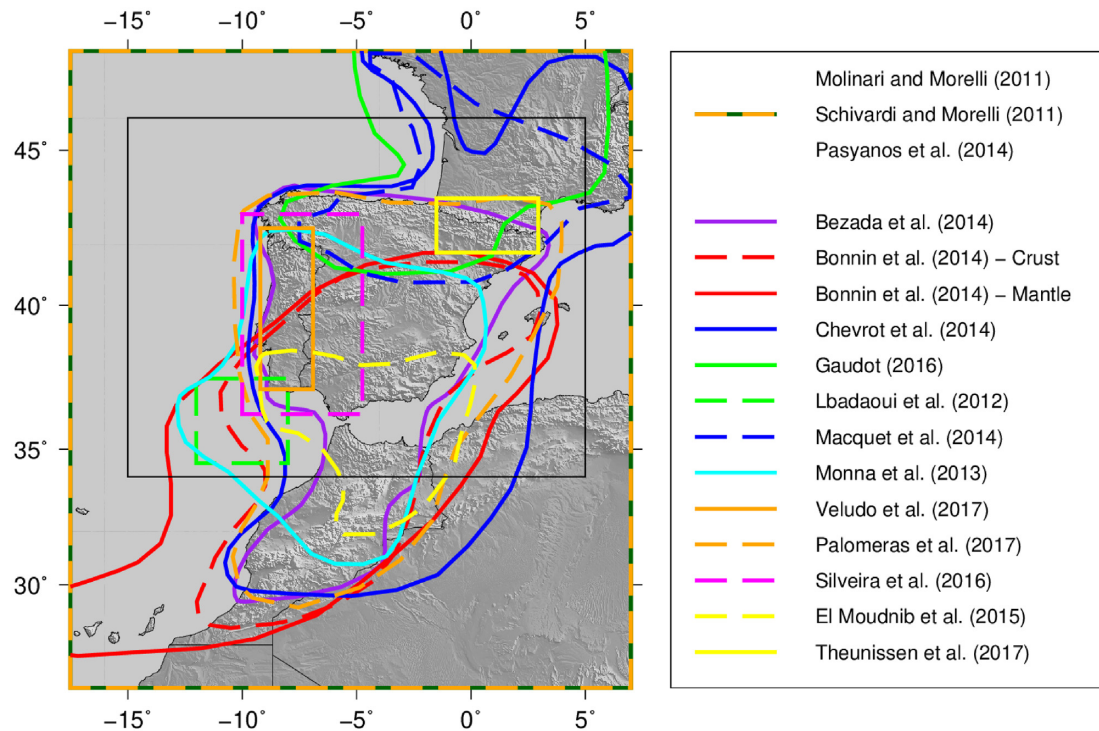 −15˚ −10˚ −5˚ 0˚ 5˚
45˚
40˚
35˚
30˚
−15˚ −10˚ −5˚ 0˚ 5˚
Molinari and Morelli (2011)
Schivardi and Morelli (2011)
Pasyanos et al. (2014)
Bezada et al. (2014)
Bonnin et al. (2014) − Crust
Bonnin et al. (2014) − Mantle
Chevrot et al. (2014)
Gaudot (2016)
Lbadaoui et al. (2012)
Macquet et al. (2014)
Monna et al. (2013)
Veludo et al. (2017)
Palomeras et al. (2017)
Silveira et al. (2016)
El Moudnib et al. (2015)
Theunissen et al. (2017)